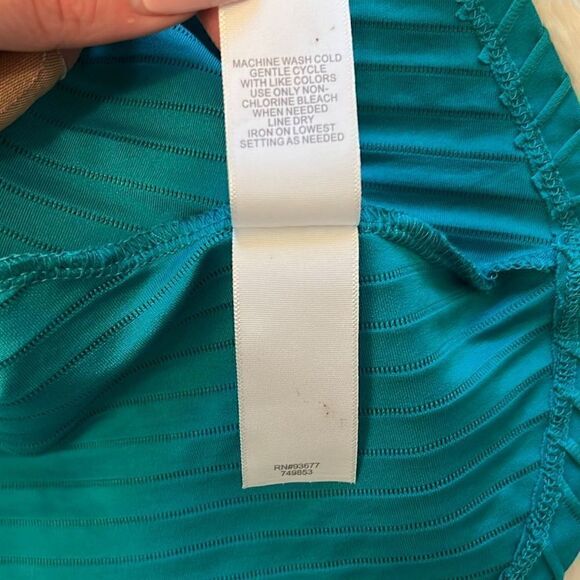 MACHINE WASH COLD
GENTLE CYCLE
WITH LIKE COLORS
USE ONLY NON-
CHLORINE BLEACH
WHEN NEEDED
LINE DRY
IRON ON LOWEST
SETTING AS NEEDED
RN#93677
749853